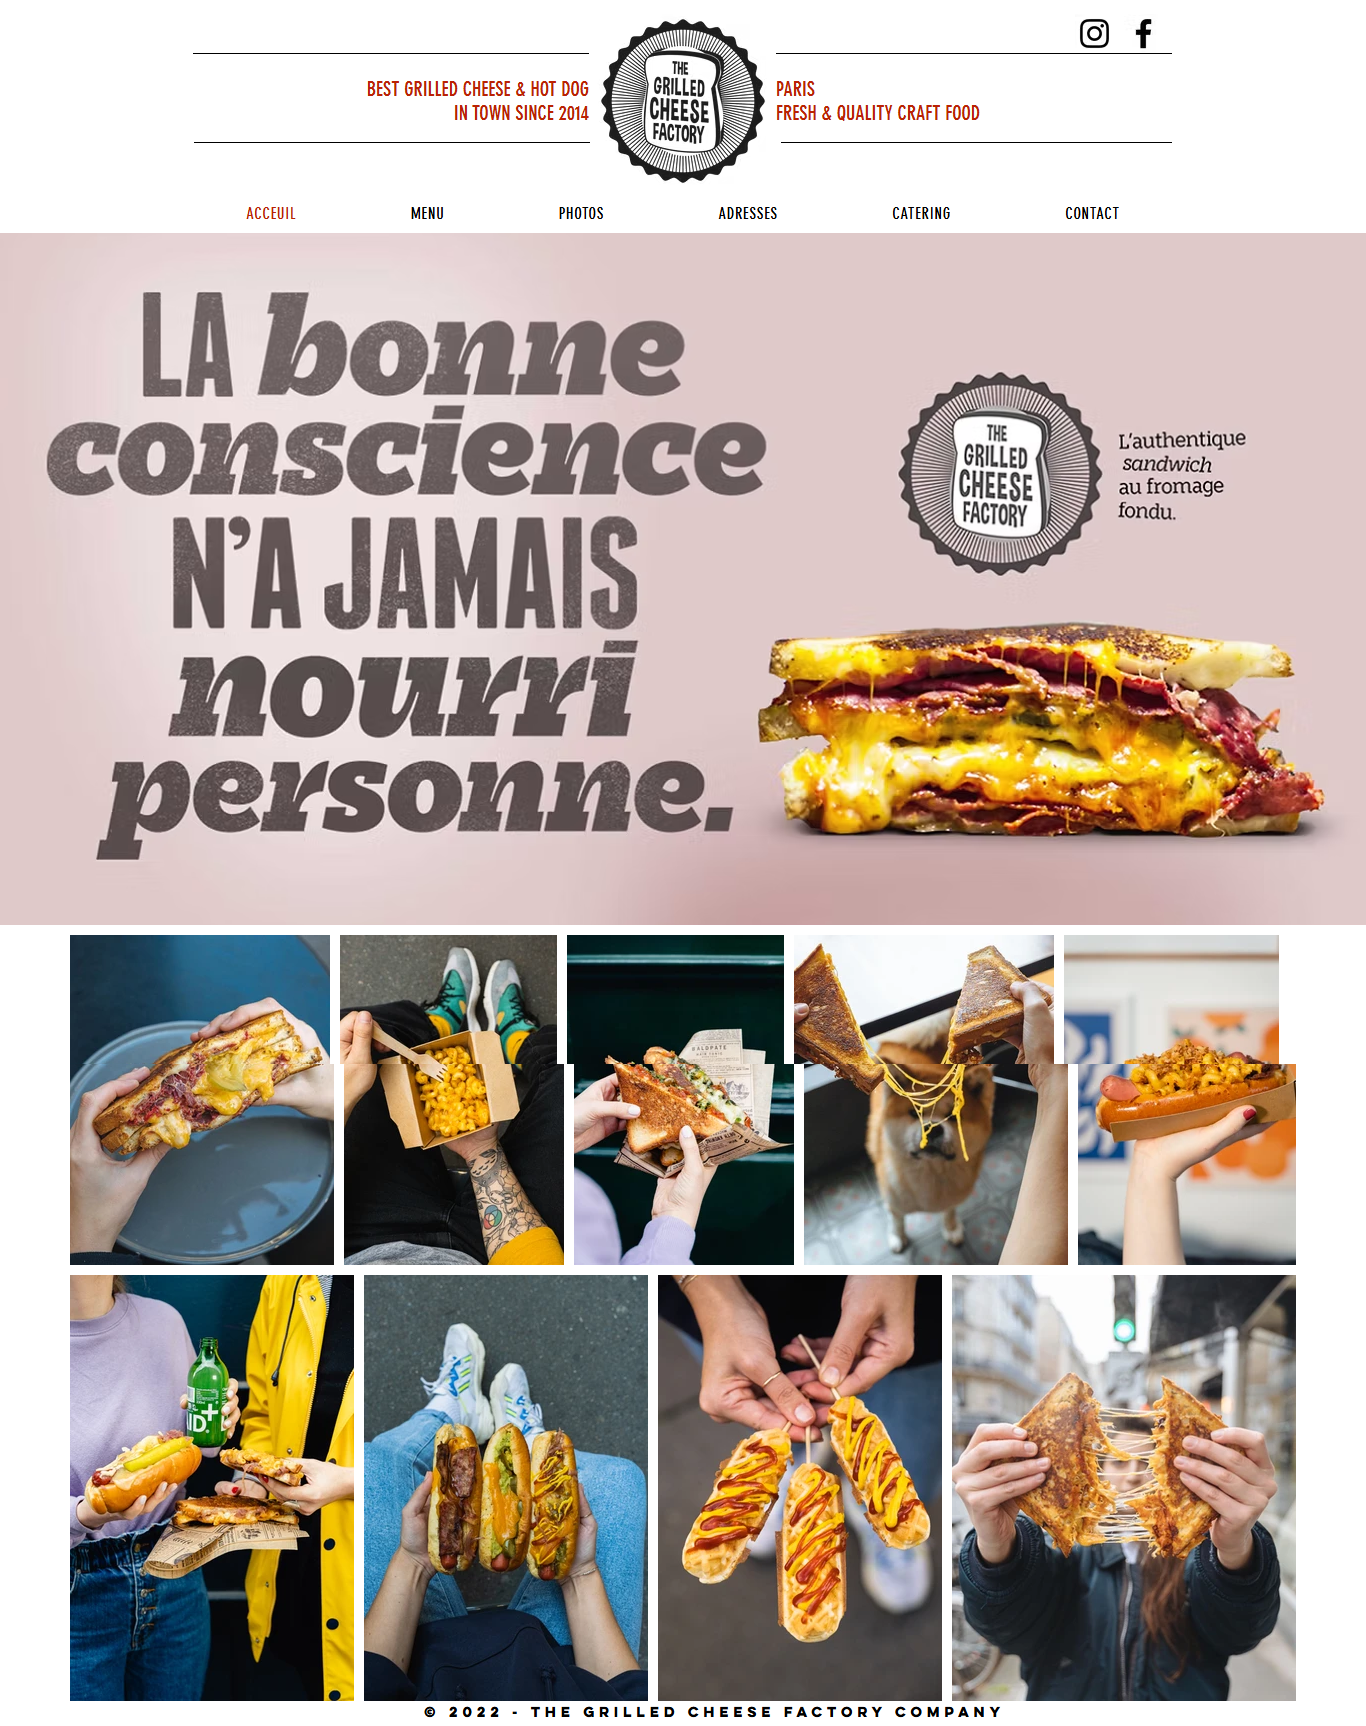 BEST GRILLED CHEESE & HOT DOG
IN TOWN SINCE 2014
THE
GRILLED
CHEESE
FACTORY
PARIS
FRESH & QUALITY CRAFT FOOD
ACCEUIL
MENU
PHOTOS
ADRESSES
CATERING
CONTACT
LA bonne
conscience
N'A JAMAIS
nourri
personne.
THE
GRILLED
CHEESE
FACTORY
L'authentique
sandwich
au fromage
fondu.
© 2022 - THE GRILLED CHEESE FACTORY COMPANY